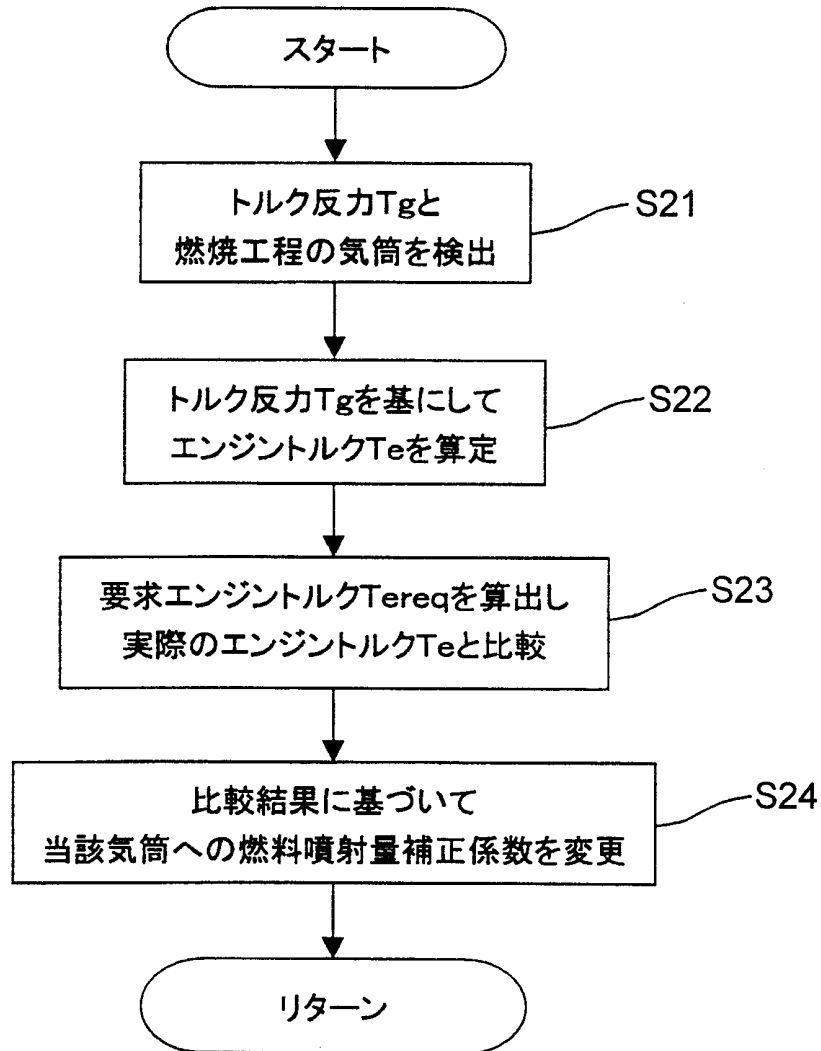 スタート
トルク反力Tgと
燃焼工程の気筒を検出
S21
トルク反力Tgを基にして
エンジントルクTeを算定
S22
要求エンジントルクTereqを算出し
実際のエンジントルクTeと比較
S23
比較結果に基づいて
当該気筒への燃料噴射量補正係数を変更
S24
リターン